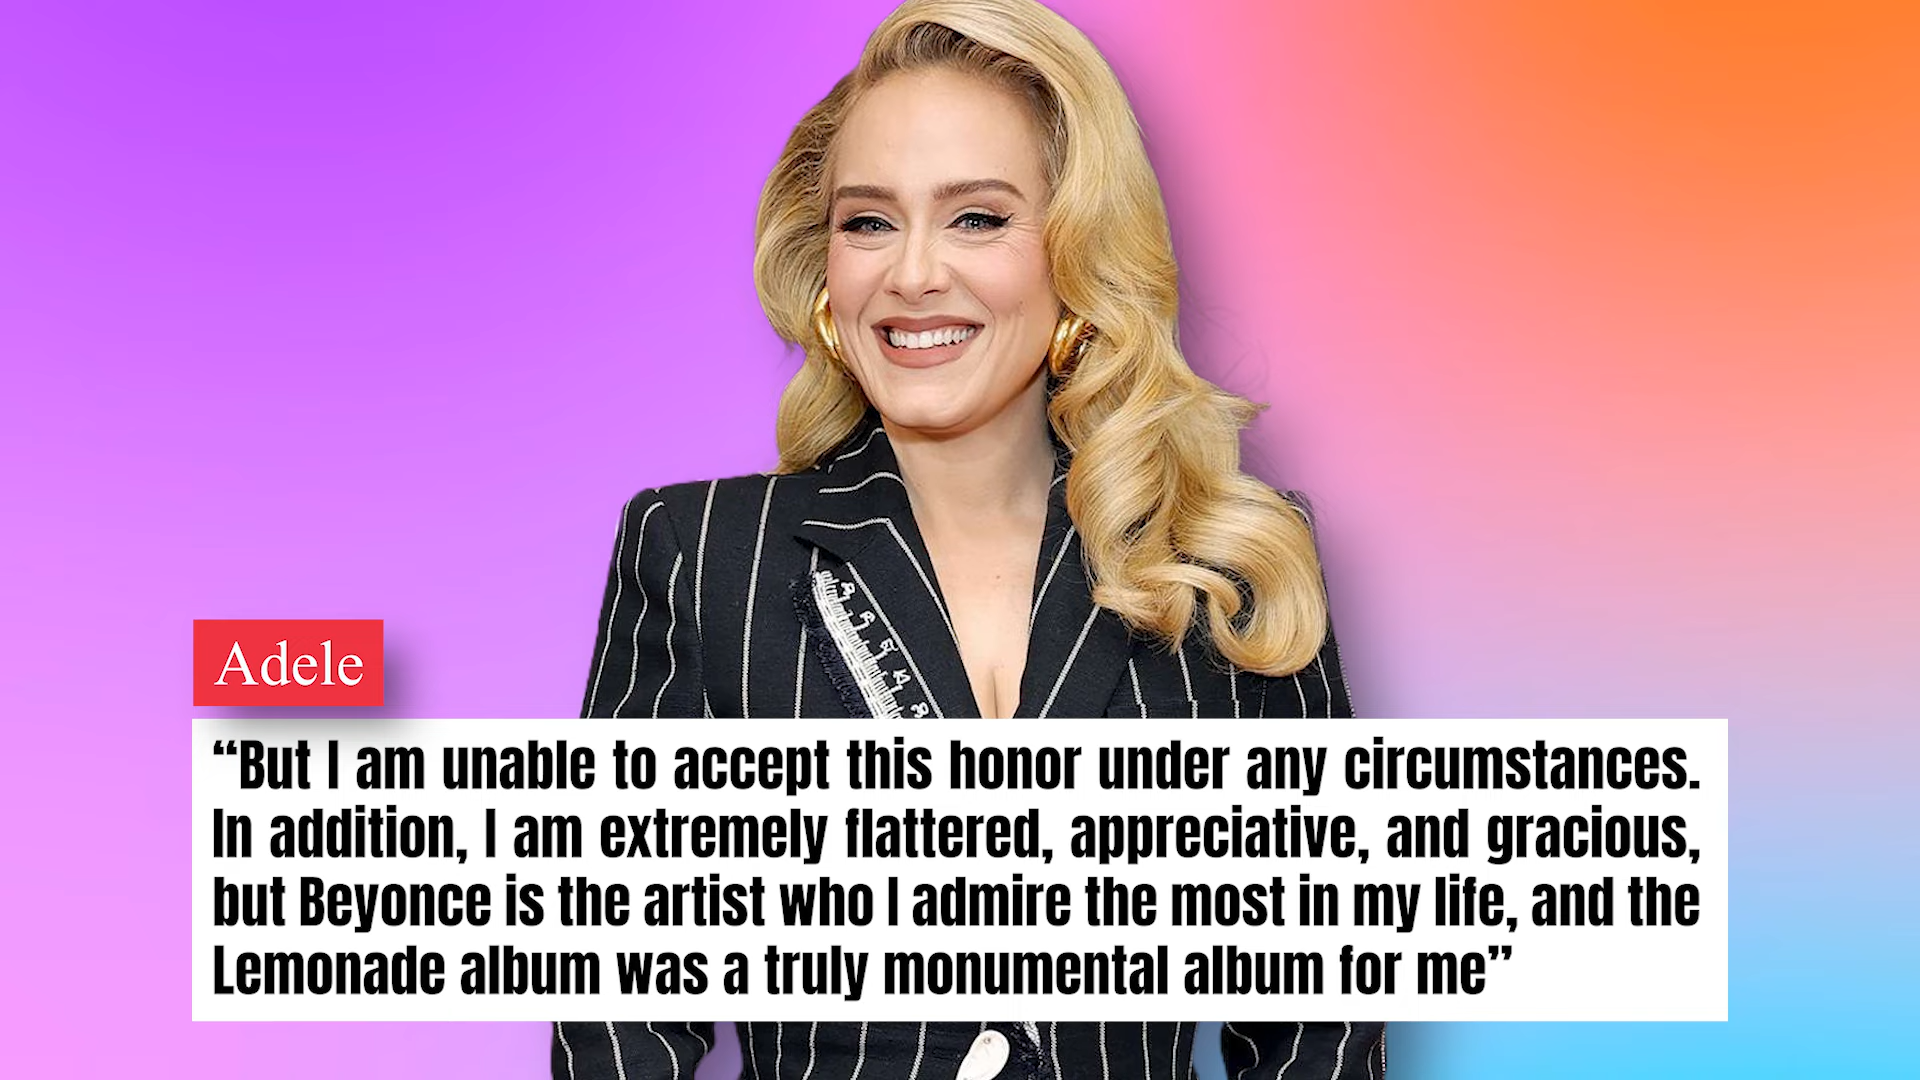 Adele
“But I am unable to accept this honor under any circumstances.
In addition, I am extremely flattered, appreciative, and gracious,
but Beyonce is the artist who I admire the most in my life, and the
Lemonade album was a truly monumental album for me”